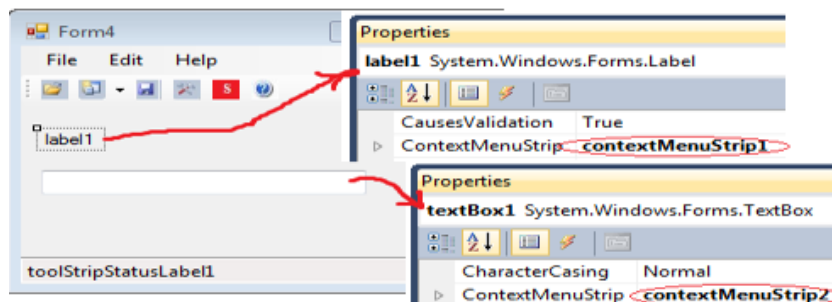 Form4
File Edit Help
S
label1
toolStripStatusLabel1
Properties
label1 System.Windows.Forms.Label
CausesValidation True
ContextMenuStrip contextMenuStrip1
Properties
textBox1 System.Windows.Forms.TextBox
CharacterCasing Normal
ContextMenuStrip contextMenuStrip2